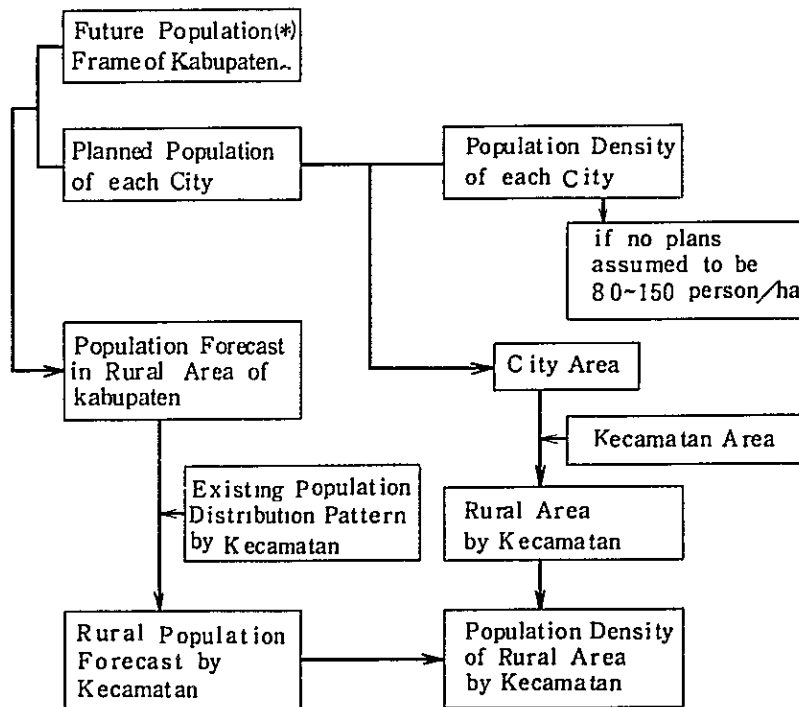 Future Population(*)
Frame of Kabupaten
Planned Population
of each City
Population Density
of each City
if no plans
assumed to be
80~150 person/ha
Population Forecast
in Rural Area of
kabupaten
City Area
Kecamatan Area
Existing Population
Distribution Pattern
by Kecamatan
Rural Area
by Kecamatan
Rural Population
Forecast by
Kecamatan
Population Density
of Rural Area
by Kecamatan